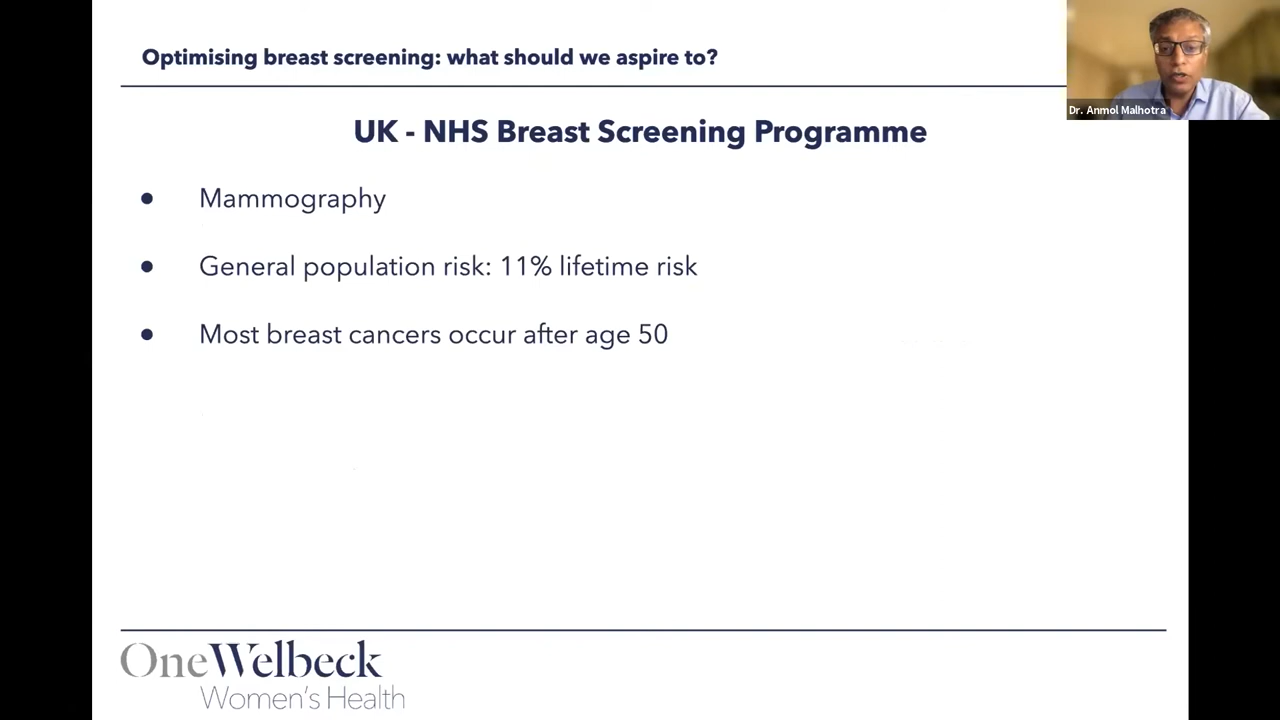 Optimising breast screening: what should we aspire to?
Dr. Anmol Malhotra
UK - NHS Breast Screening Programme
● Mammography
● General population risk: 11% lifetime risk
● Most breast cancers occur after age 50
OneWelbeck
Women's Health